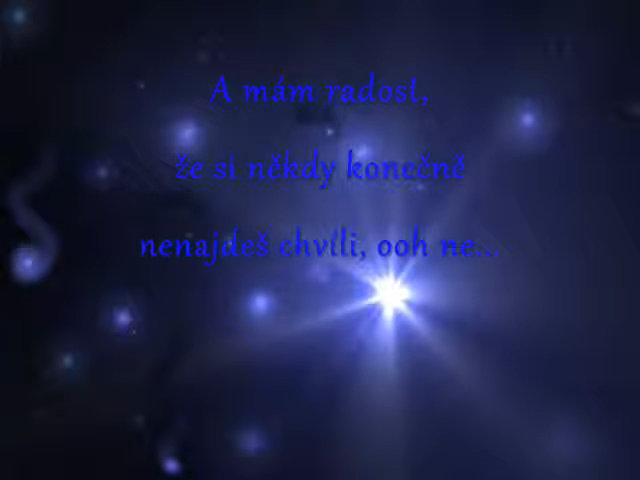 A mám radost,
že si někdy konečně
nenajdeš chvíli, ooh ne...